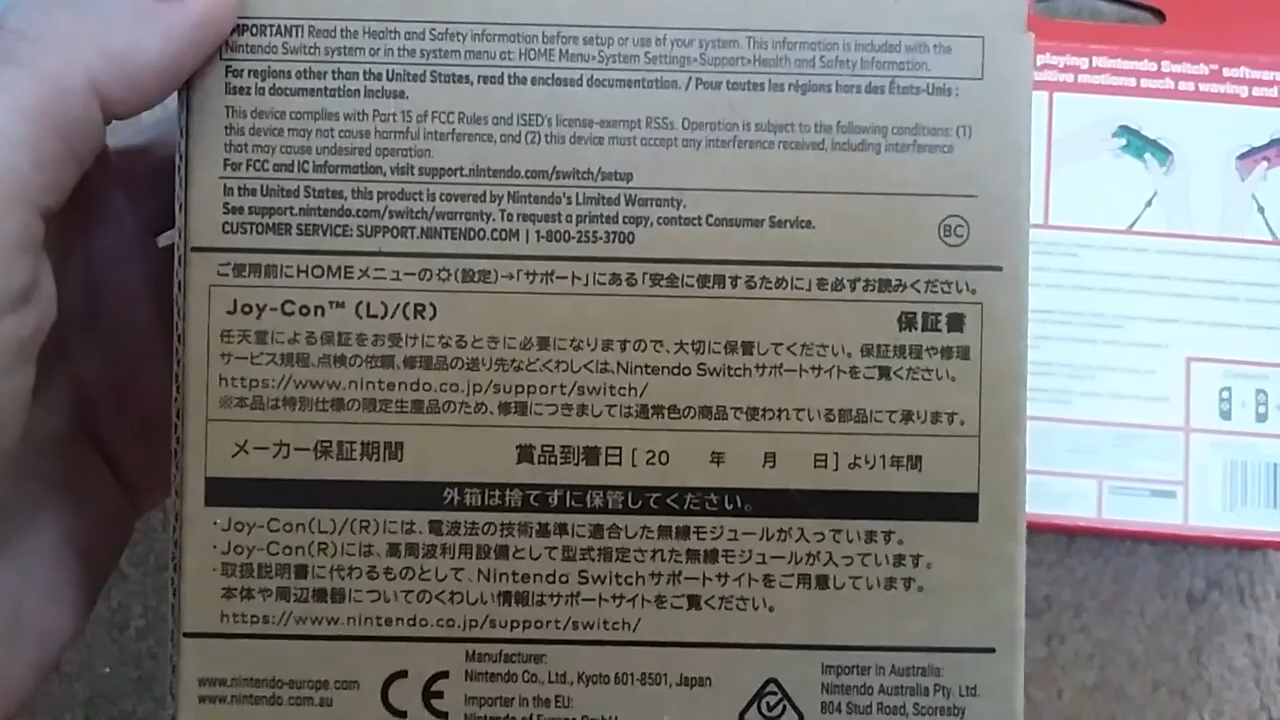 IMPORTANT! Read the Health and Safety information before setup or use of your system. This information is included with the
Nintendo Switch system or in the system menu at: HOME Menu>System Settings>Support>Health and Safety Information.
For regions other than the United States, read the enclosed documentation. / Pour toutes les régions hors des États-Unis :
lisez la documentation incluse.
This device complies with Part 15 of FCC Rules and ISED's license-exempt RSSs. Operation is subject to the following conditions: (1)
this device may not cause harmful interference, and (2) this device must accept any interference received, including interference
that may cause undesired operation.
For FCC and IC information, visit support.nintendo.com/switch/setup
In the United States, this product is covered by Nintendo's Limited Warranty.
See support.nintendo.com/switch/warranty. To request a printed copy, contact Consumer Service.
CUSTOMER SERVICE: SUPPORT.NINTENDO.COM | 1-800-255-3700
BC
ご使用前にHOMEメニューの(設定)→「サポート」にある「安全に使用するために」を必ずお読みください。
Joy-Con™ (L)/(R)
保証書
任天堂による保証をお受けになるときに必要になりますので、大切に保管してください。保証規程や修理
サービス規程、点検の依頼、修理品の送り先などくわしくは、Nintendo Switchサポートサイトをご覧ください。
https://www.nintendo.co.jp/support/switch/
※本品は特別仕様の限定生産品のため、修理につきましては通常色の商品で使われている部品にて承ります。
メーカー保証期間 賞品到着日 [ 20 年 月 日 ] より1年間
外箱は捨てずに保管してください。
・Joy-Con(L)/(R)には、電波法の技術基準に適合した無線モジュールが入っています。
・Joy-Con(R)には、高周波利用設備として型式指定された無線モジュールが入っています。
・取扱説明書に代わるものとして、Nintendo Switchサポートサイトをご用意しています。
本体や周辺機器についてのくわしい情報はサポートサイトをご覧ください。
https://www.nintendo.co.jp/support/switch/
www.nintendo-europe.com
www.nintendo.com.au
CE
Manufacturer:
Nintendo Co., Ltd., Kyoto 601-8501, Japan
Importer in the EU:
Nintendo of Europe GmbH
Importer in Australia:
Nintendo Australia Pty. Ltd.
804 Stud Road, Scoresby
playing Nintendo Switch™ software
motions such as waving and